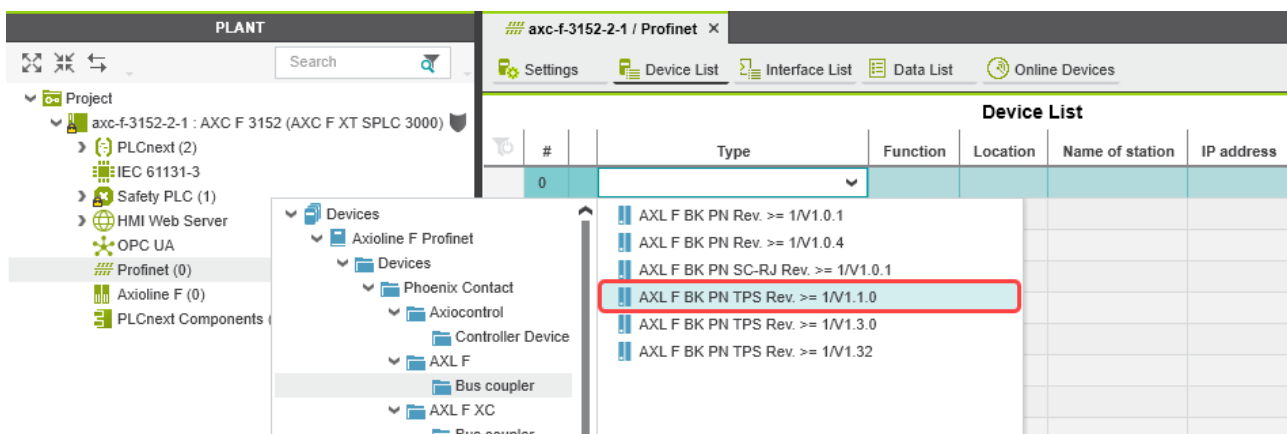 PLANT
Search
Project
axc-f-3152-2-1 : AXC F 3152 (AXC F XT SPLC 3000)
PLCnext (2)
IEC 61131-3
Safety PLC (1)
HMI Web Server
OPC UA
Profinet (0)
Axioline F (0)
PLCnext Components (
axc-f-3152-2-1 / Profinet ×
Settings Device List Interface List Data List Online Devices
Device List
# Type Function Location Name of station IP address
0
Devices
Axioline F Profinet
Devices
Phoenix Contact
Axiocontrol
Controller Device
AXL F
Bus coupler
AXL F XC
Bus coupler
AXL F BK PN Rev. >= 1/V1.0.1
AXL F BK PN Rev. >= 1/V1.0.4
AXL F BK PN SC-RJ Rev. >= 1/V1.0.1
AXL F BK PN TPS Rev. >= 1/V1.1.0
AXL F BK PN TPS Rev. >= 1/V1.3.0
AXL F BK PN TPS Rev. >= 1/V1.32